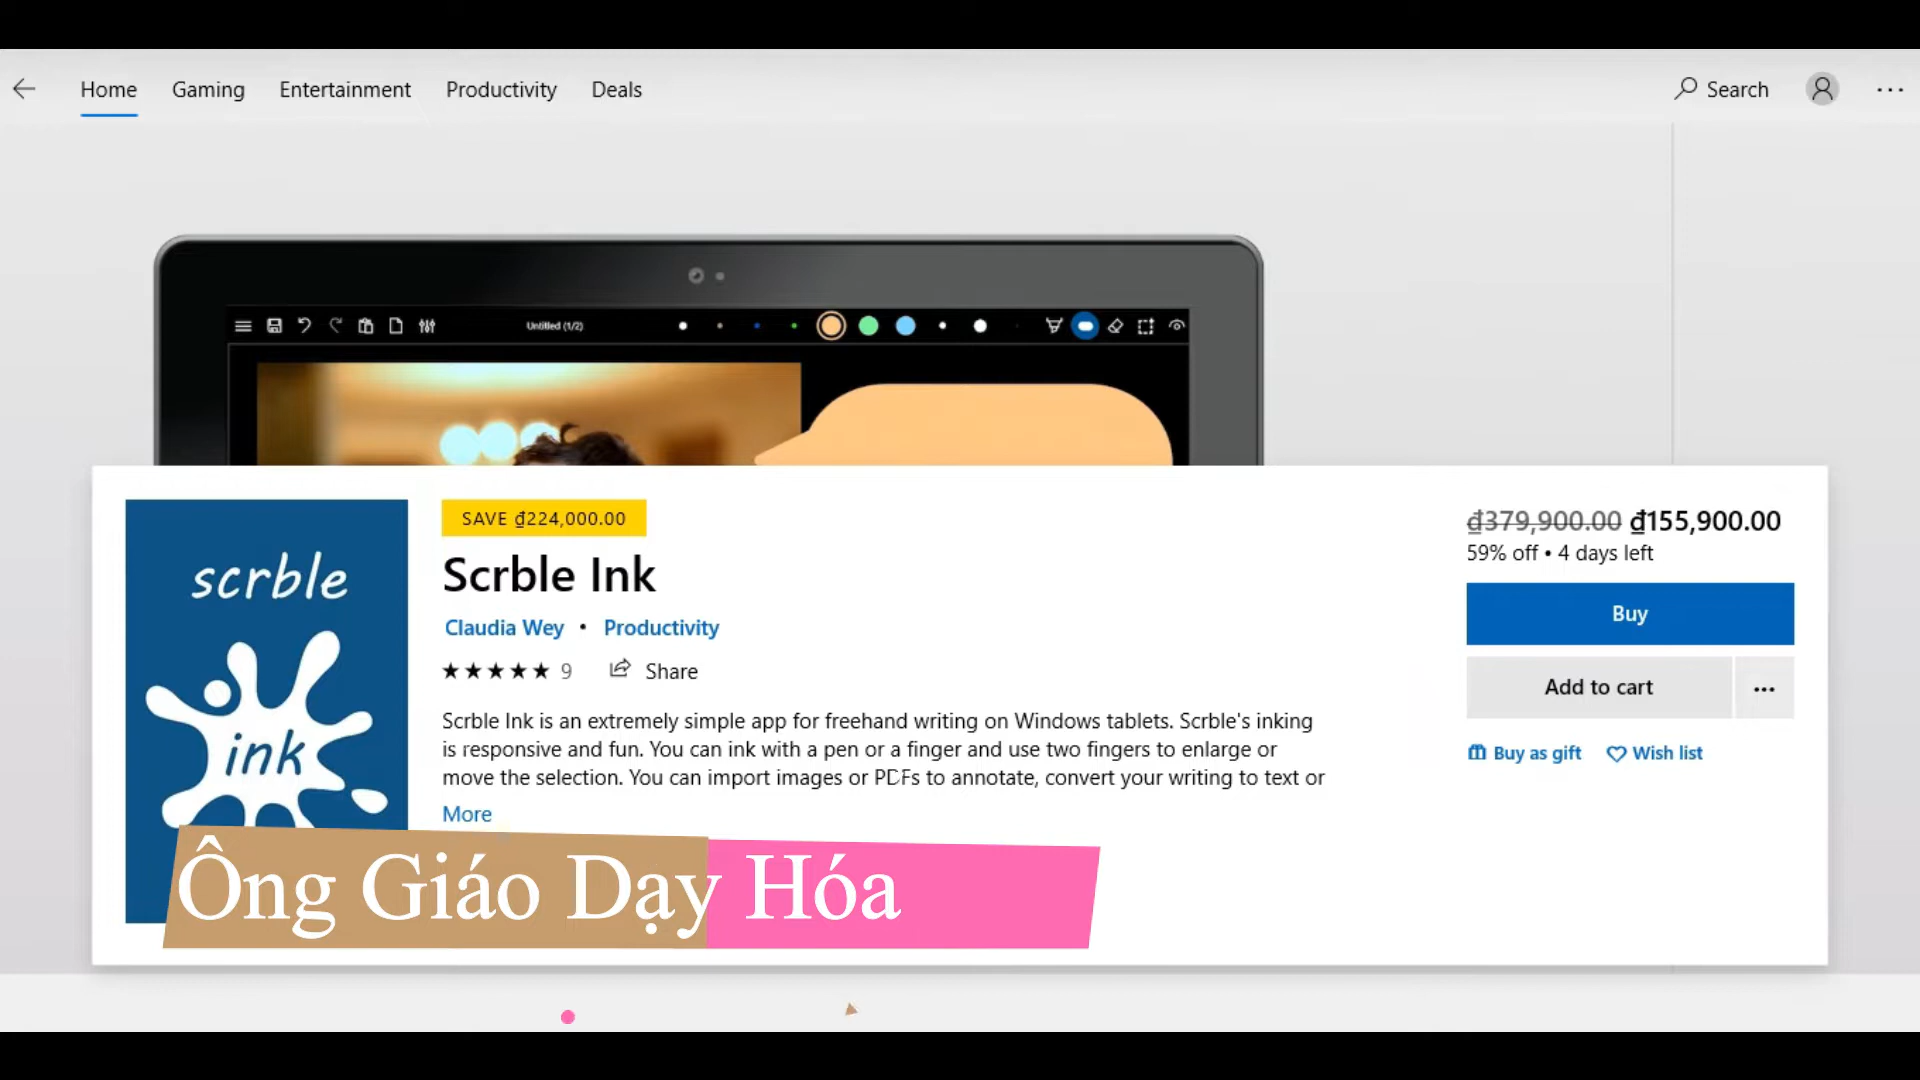 Home Gaming Entertainment Productivity Deals Search
Untitled (1/2)
SAVE ₫224,000.00
₫379,900.00 ₫155,900.00
59% off • 4 days left
scrble
ink
Scrble Ink
Claudia Wey • Productivity
9 Share
Buy
Add to cart
Buy as gift Wish list
Scrble Ink is an extremely simple app for freehand writing on Windows tablets. Scrble's inking
is responsive and fun. You can ink with a pen or a finger and use two fingers to enlarge or
move the selection. You can import images or PDFs to annotate, convert your writing to text or
More
Ông Giáo Dạy Hóa